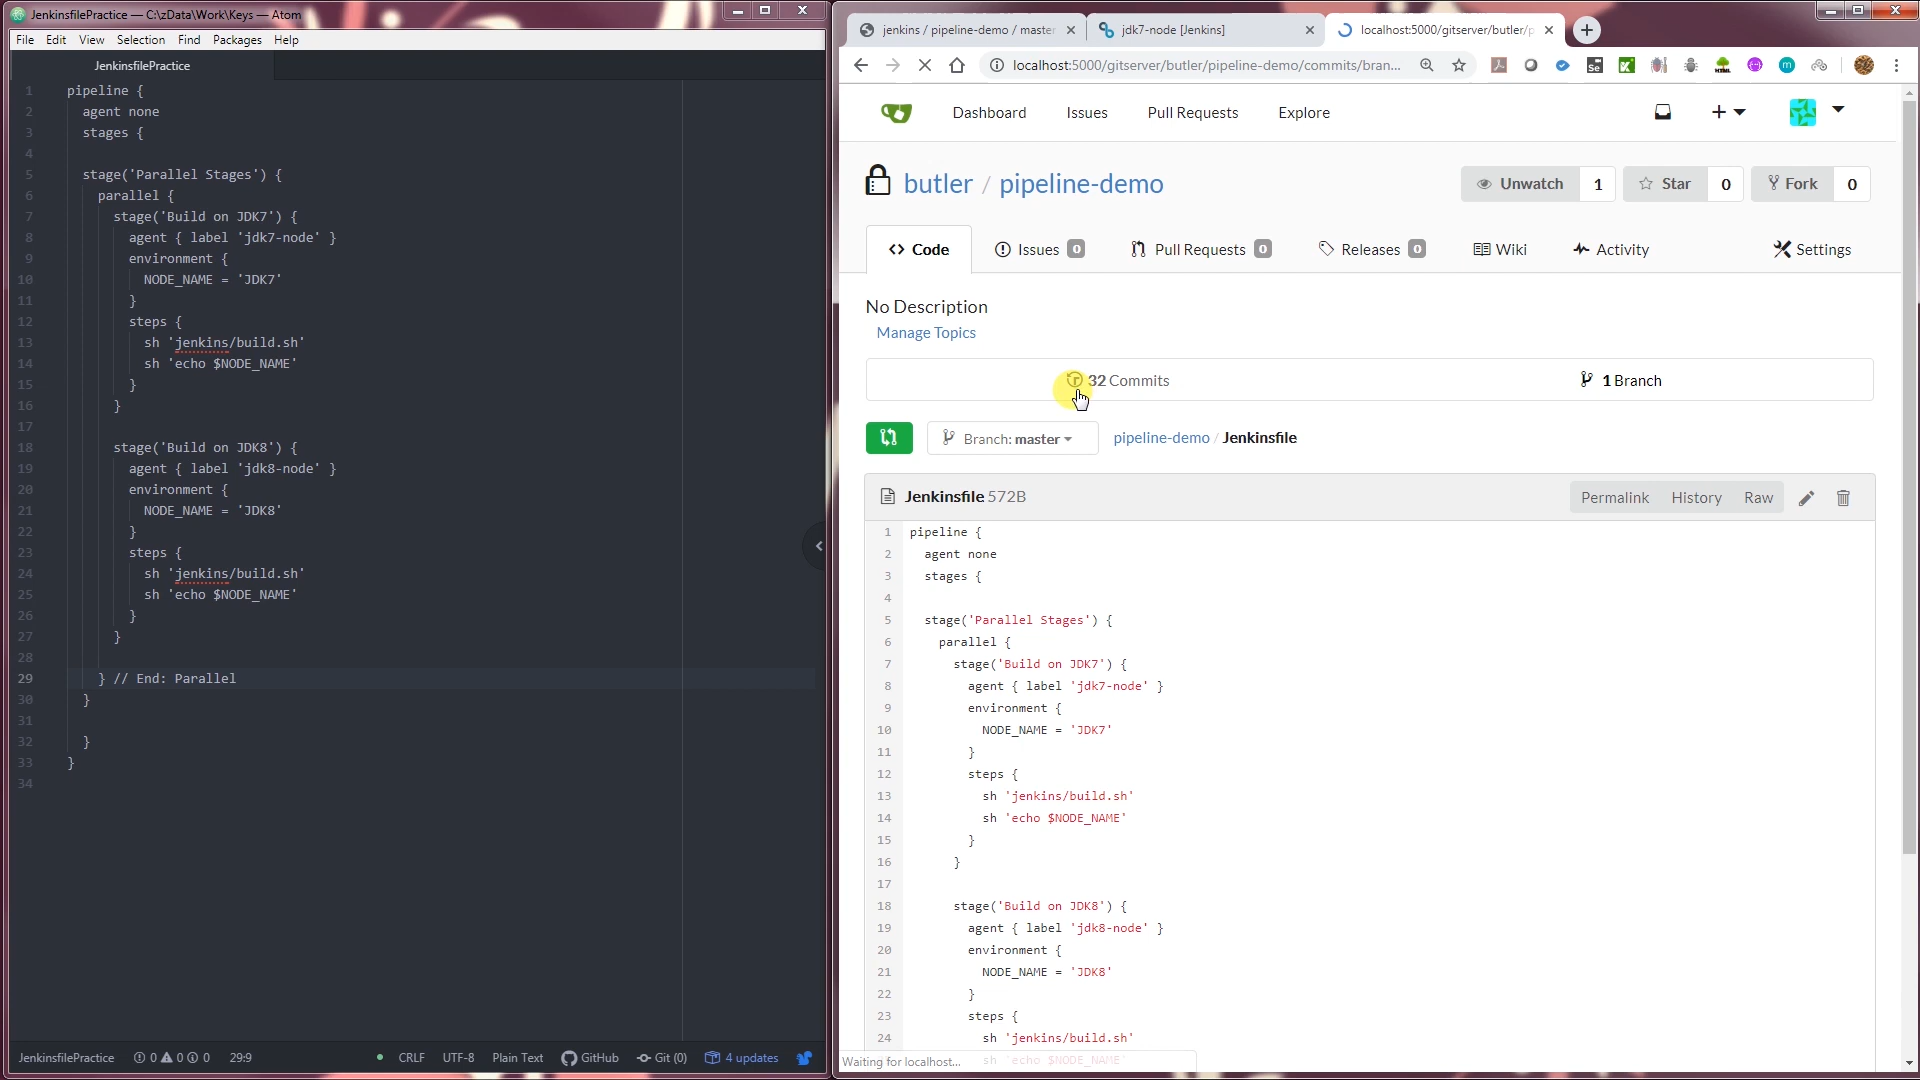 JenkinsfilePractice — C:\zData\Work\Keys — Atom
File Edit View Selection Find Packages Help
JenkinsfilePractice
1 pipeline {
2 agent none
3 stages {
4
5 stage('Parallel Stages') {
6 parallel {
7 stage('Build on JDK7') {
8 agent { label 'jdk7-node' }
9 environment {
10 NODE_NAME = 'JDK7'
11 }
12 steps {
13 sh 'jenkins/build.sh'
14 sh 'echo $NODE_NAME'
15 }
16 }
17
18 stage('Build on JDK8') {
19 agent { label 'jdk8-node' }
20 environment {
21 NODE_NAME = 'JDK8'
22 }
23 steps {
24 sh 'jenkins/build.sh'
25 sh 'echo $NODE_NAME'
26 }
27 }
28
29 } // End: Parallel
30 }
31
32 }
33 }
34
JenkinsfilePractice 0 0 0 29:9 CRLF UTF-8 Plain Text GitHub Git (0) 4 updates
jenkins / pipeline-demo / master jdk7-node [Jenkins] localhost:5000/gitserver/butler/p
localhost:5000/gitserver/butler/pipeline-demo/commits/bran...
Dashboard Issues Pull Requests Explore
butler / pipeline-demo
Unwatch 1 Star 0 Fork 0
Code Issues 0 Pull Requests 0 Releases 0 Wiki Activity Settings
No Description
Manage Topics
32 Commits 1 Branch
Branch: master pipeline-demo / Jenkinsfile
Jenkinsfile 572B Permalink History Raw
1 pipeline {
2 agent none
3 stages {
4
5 stage('Parallel Stages') {
6 parallel {
7 stage('Build on JDK7') {
8 agent { label 'jdk7-node' }
9 environment {
10 NODE_NAME = 'JDK7'
11 }
12 steps {
13 sh 'jenkins/build.sh'
14 sh 'echo $NODE_NAME'
15 }
16 }
17
18 stage('Build on JDK8') {
19 agent { label 'jdk8-node' }
20 environment {
21 NODE_NAME = 'JDK8'
22 }
23 steps {
24 sh 'jenkins/build.sh'
sh 'echo $NODE_NAME'
Waiting for localhost...